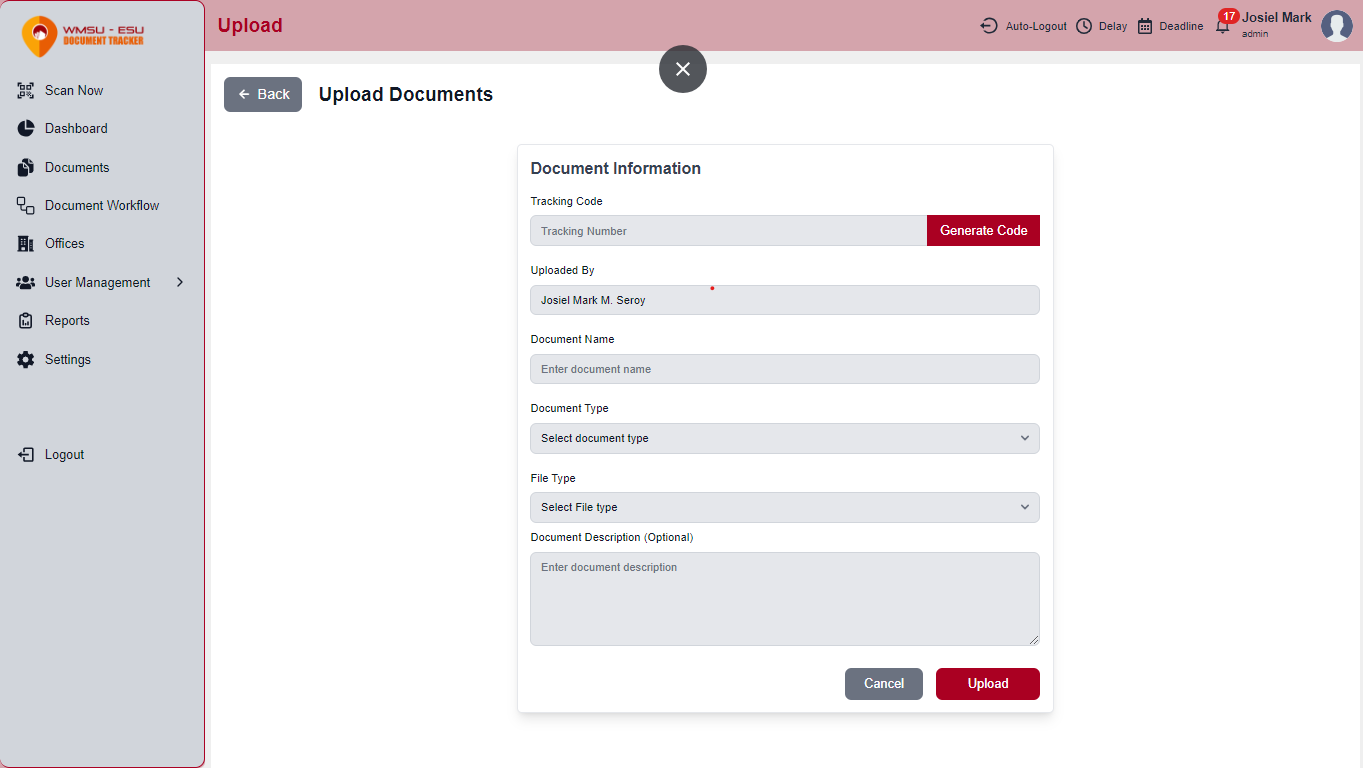 WMSU - ESU
DOCUMENT TRACKER
Scan Now
Dashboard
Documents
Document Workflow
Offices
User Management
Reports
Settings
Logout
Upload
Auto-Logout
Delay
Deadline
17
Josiel Mark
admin
Back
Upload Documents
Document Information
Tracking Code
Tracking Number
Generate Code
Uploaded By
Josiel Mark M. Seroy
Document Name
Enter document name
Document Type
Select document type
File Type
Select File type
Document Description (Optional)
Enter document description
Cancel
Upload